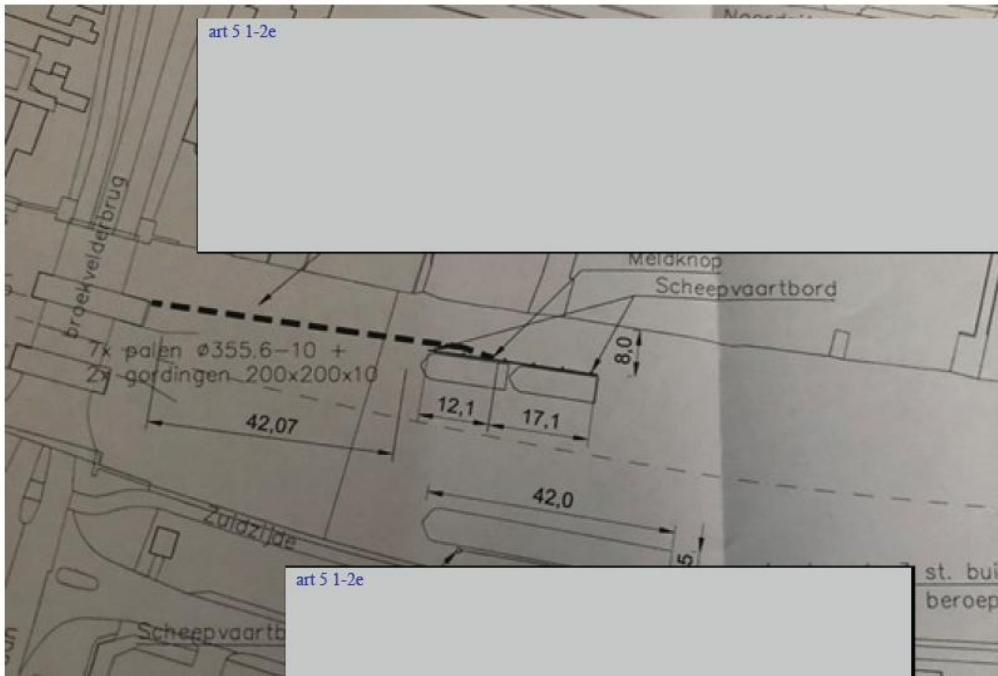 art 5 1-2e
broekvelderbrug
Meldknop
Scheepvaartbord
8,0
7x palen ø355.6-10 +
2x gordingen 200x200x10
12,1
17,1
42,07
42,0
Zuidzijde
art 5 1-2e
st. bui
beroep
Scheepvaartb